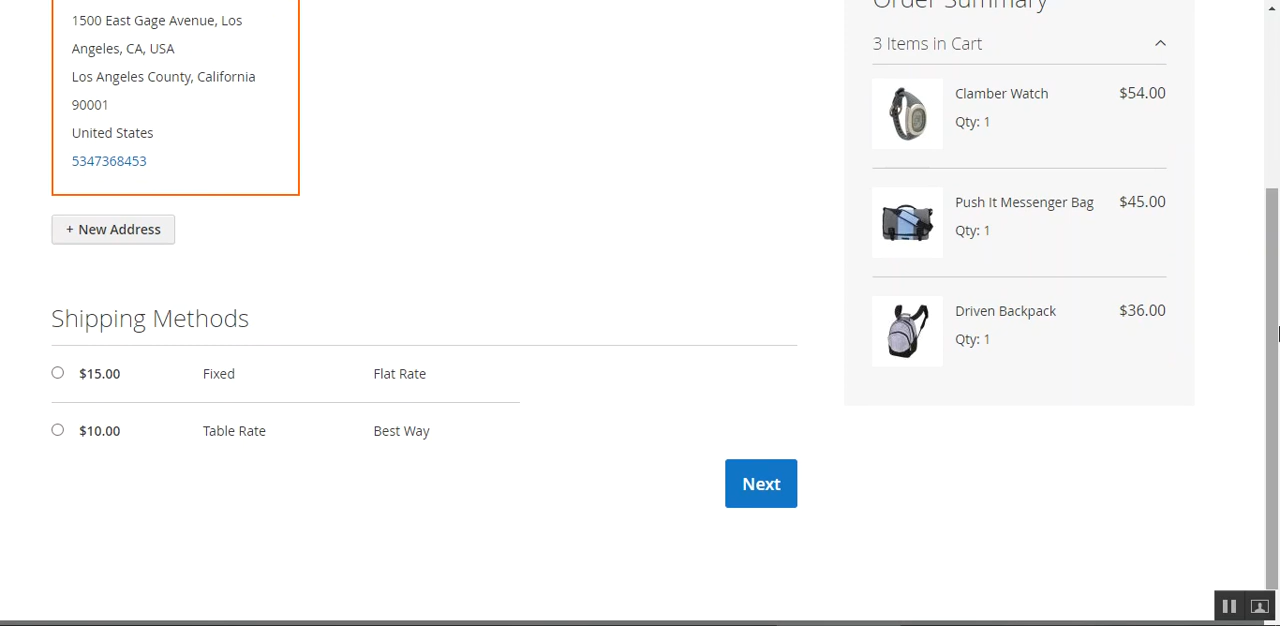 1500 East Gage Avenue, Los
Angeles, CA, USA
Los Angeles County, California
90001
United States
5347368453
+ New Address
Shipping Methods
$15.00 Fixed Flat Rate
$10.00 Table Rate Best Way
Next
Order Summary
3 Items in Cart
Clamber Watch $54.00
Qty: 1
Push It Messenger Bag $45.00
Qty: 1
Driven Backpack $36.00
Qty: 1